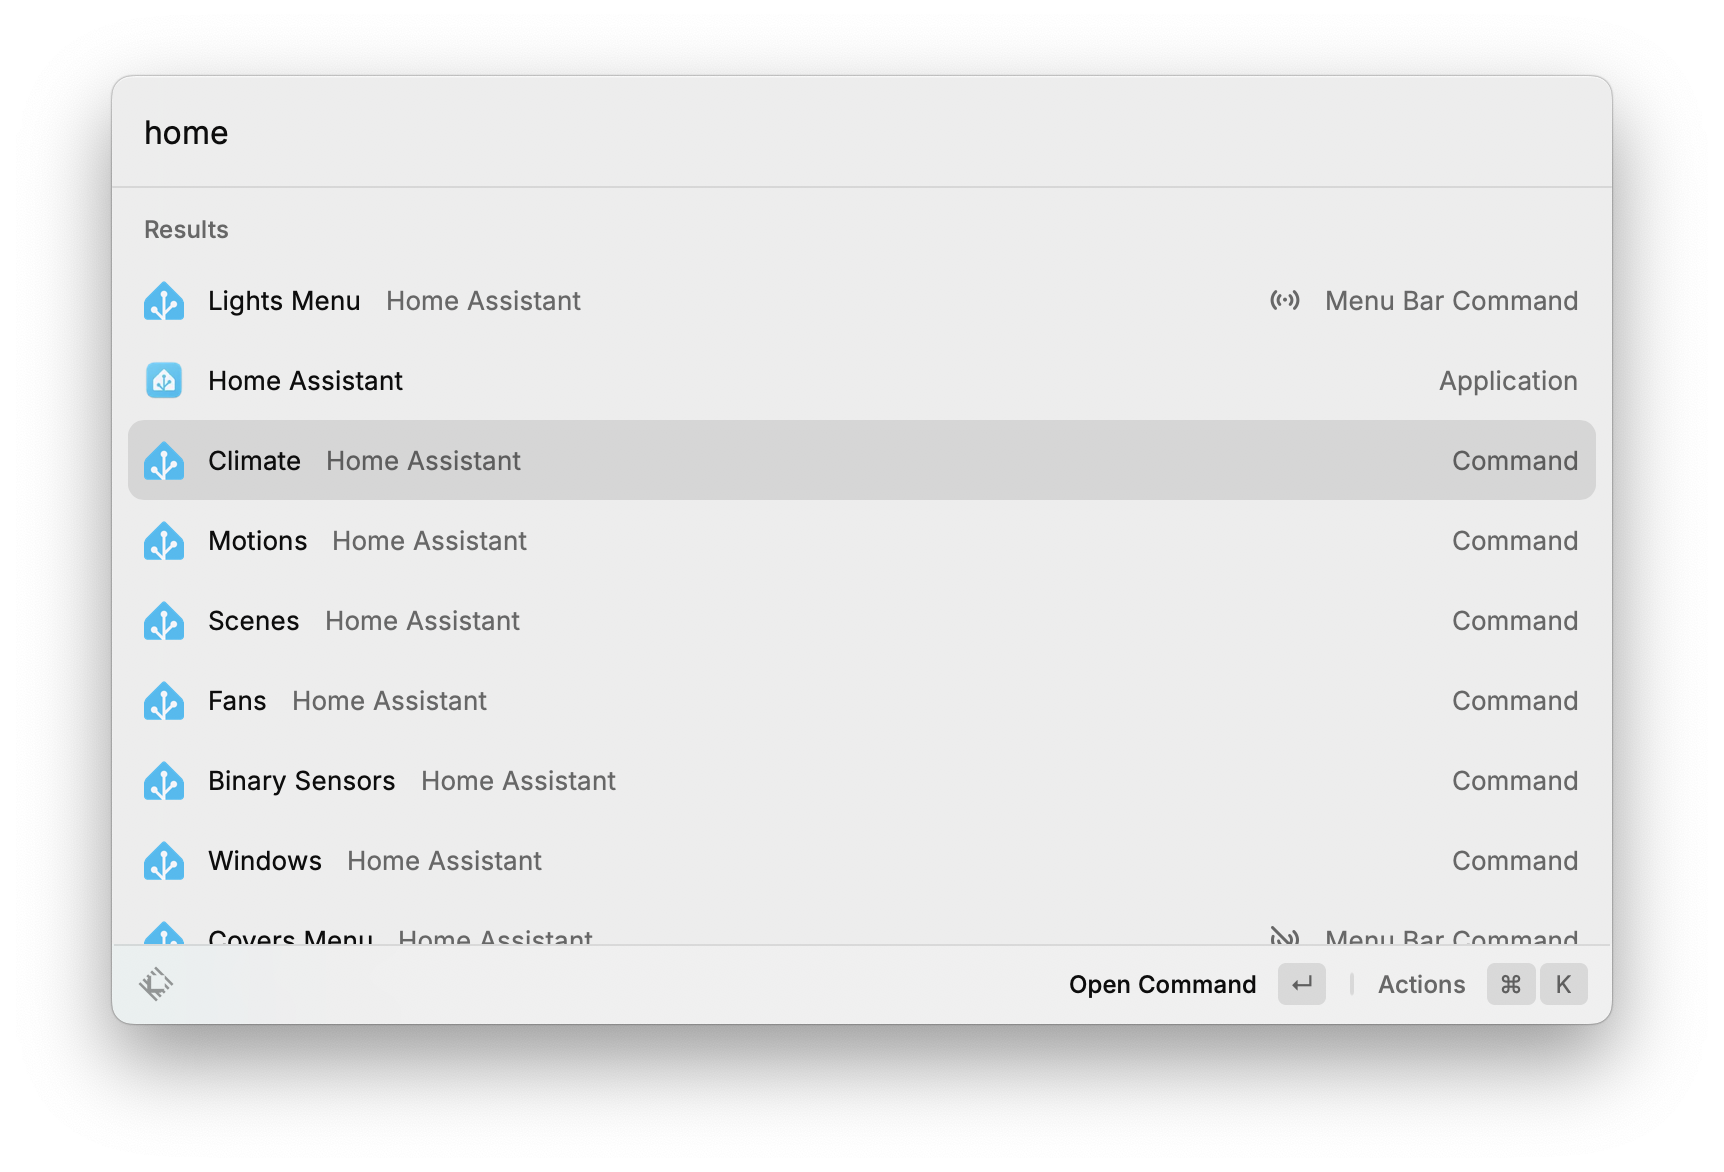 home
Results
Lights Menu Home Assistant Menu Bar Command
Home Assistant Application
Climate Home Assistant Command
Motions Home Assistant Command
Scenes Home Assistant Command
Fans Home Assistant Command
Binary Sensors Home Assistant Command
Windows Home Assistant Command
Covers Menu Home Assistant Menu Bar Command
Open Command ↵ Actions ⌘ K